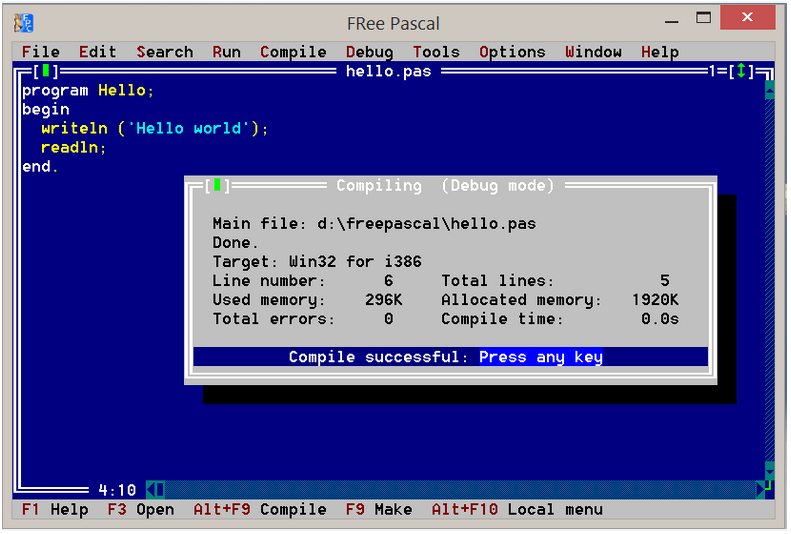 FRee Pascal
File Edit Search Run Compile Debug Tools Options Window Help
hello.pas 1=[↕]
program Hello;
begin
writeln ('Hello world');
readln;
end.
Compiling (Debug mode)
Main file: d:\freepascal\hello.pas
Done.
Target: Win32 for i386
Line number: 6 Total lines: 5
Used memory: 296K Allocated memory: 1920K
Total errors: 0 Compile time: 0.0s
Compile successful: Press any key
4:10
F1 Help F3 Open Alt+F9 Compile F9 Make Alt+F10 Local menu